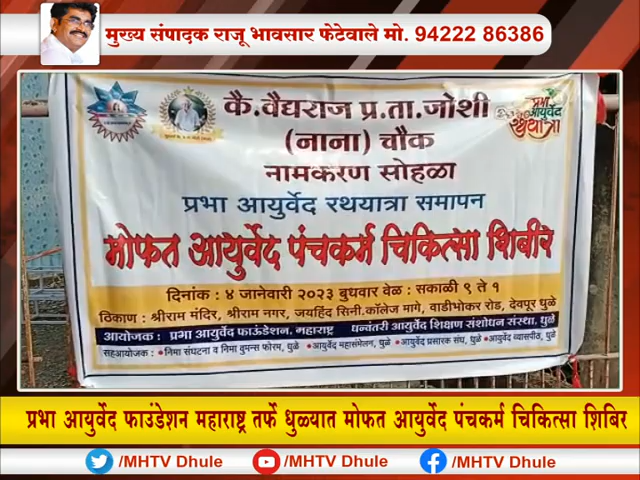 मुख्य संपादक राजू भावसार फेटेवाले मो. 94222 86386
कै.वैद्यराज प्र.ता.जोशी
(नाना) चौक
नामकरण सोहळा
प्रभा आयुर्वेद रथयात्रा
प्रभा आयुर्वेद रथयात्रा समापन
मोफत आयुर्वेद पंचकर्म चिकित्सा शिबीर
दिनांक : ४ जानेवारी २०२३ बुधवार वेळ : सकाळी ९ ते १
ठिकाण : श्रीराम मंदिर, श्रीराम नगर, जयहिंद सिनी.कॉलेज मागे, वाडीभोकर रोड, देवपूर धुळे
आयोजक : प्रभा आयुर्वेद फाऊंडेशन, महाराष्ट्र धन्वंतरी आयुर्वेद शिक्षण संशोधन संस्था, धुळे
सहआयोजक : •निमा संघटना व निमा वुमन्स फोरम, धुळे •आयुर्वेद महासंमेलन, धुळे •आयुर्वेद प्रसारक संघ, धुळे •आयुर्वेद व्यासपीठ, धुळे
प्रभा आयुर्वेद फाउंडेशन महाराष्ट्र तर्फे धुळ्यात मोफत आयुर्वेद पंचकर्म चिकित्सा शिबिर
/MHTV Dhule /MHTV Dhule /MHTV Dhule